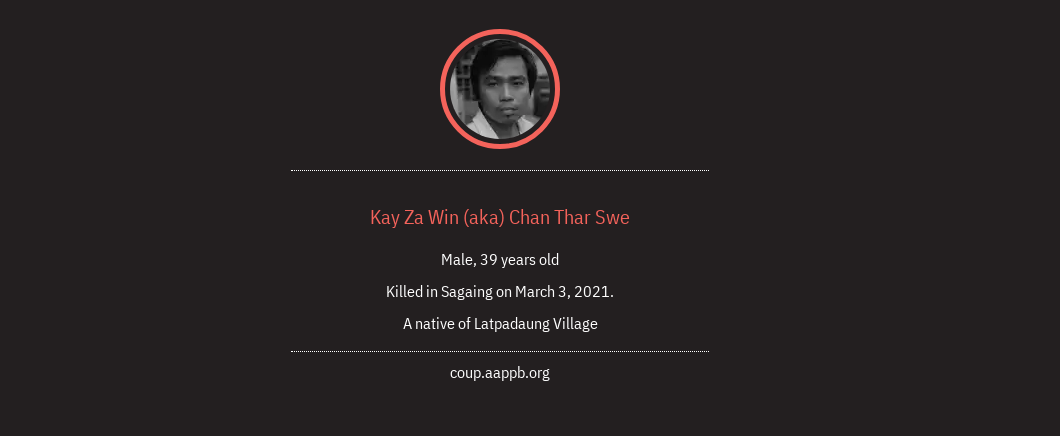 Kay Za Win (aka) Chan Thar Swe
Male, 39 years old
Killed in Sagaing on March 3, 2021.
A native of Latpadaung Village
coup.aappb.org